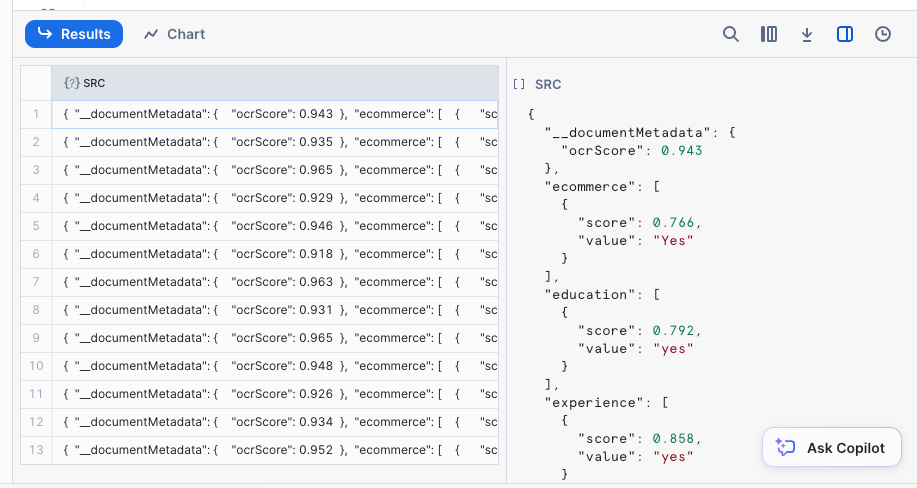 Results
Chart
{?} SRC
1 { "__documentMetadata": { "ocrScore": 0.943 }, "ecommerce": [ { "sc
2 { "__documentMetadata": { "ocrScore": 0.935 }, "ecommerce": [ { "sc
3 { "__documentMetadata": { "ocrScore": 0.965 }, "ecommerce": [ { "sc
4 { "__documentMetadata": { "ocrScore": 0.929 }, "ecommerce": [ { "sc
5 { "__documentMetadata": { "ocrScore": 0.946 }, "ecommerce": [ { "sc
6 { "__documentMetadata": { "ocrScore": 0.918 }, "ecommerce": [ { "sc
7 { "__documentMetadata": { "ocrScore": 0.963 }, "ecommerce": [ { "sc
8 { "__documentMetadata": { "ocrScore": 0.931 }, "ecommerce": [ { "sc
9 { "__documentMetadata": { "ocrScore": 0.965 }, "ecommerce": [ { "sc
10 { "__documentMetadata": { "ocrScore": 0.948 }, "ecommerce": [ { "sc
11 { "__documentMetadata": { "ocrScore": 0.926 }, "ecommerce": [ { "sc
12 { "__documentMetadata": { "ocrScore": 0.934 }, "ecommerce": [ { "sc
13 { "__documentMetadata": { "ocrScore": 0.952 }, "ecommerce": [ { "sc
[] SRC
{
"__documentMetadata": {
"ocrScore": 0.943
},
"ecommerce": [
{
"score": 0.766,
"value": "Yes"
}
],
"education": [
{
"score": 0.792,
"value": "yes"
}
],
"experience": [
{
"score": 0.858,
"value": "yes"
}
Ask Copilot